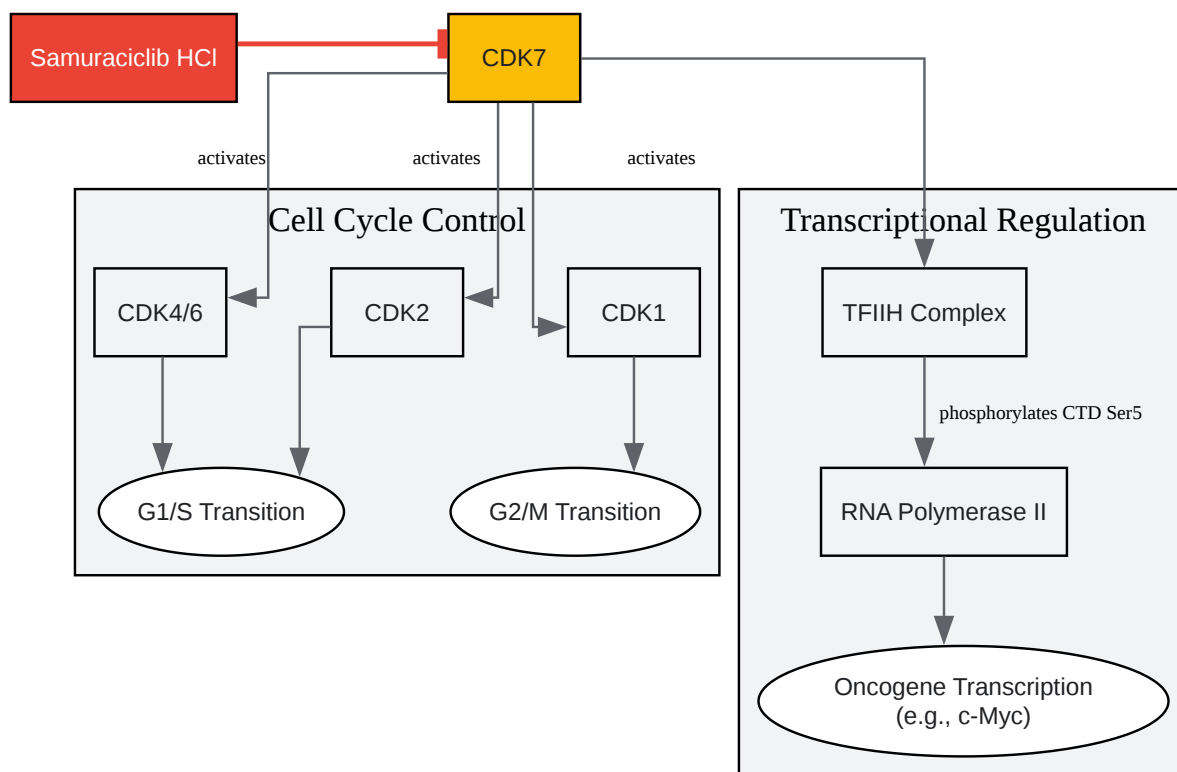 Samuraciclib HCl
CDK7
activates
activates
activates
Cell Cycle Control
Transcriptional Regulation
CDK4/6
CDK2
CDK1
TFIIH Complex
phosphorylates CTD Ser5
G1/S Transition
G2/M Transition
RNA Polymerase II
Oncogene Transcription
(e.g., c-Myc)